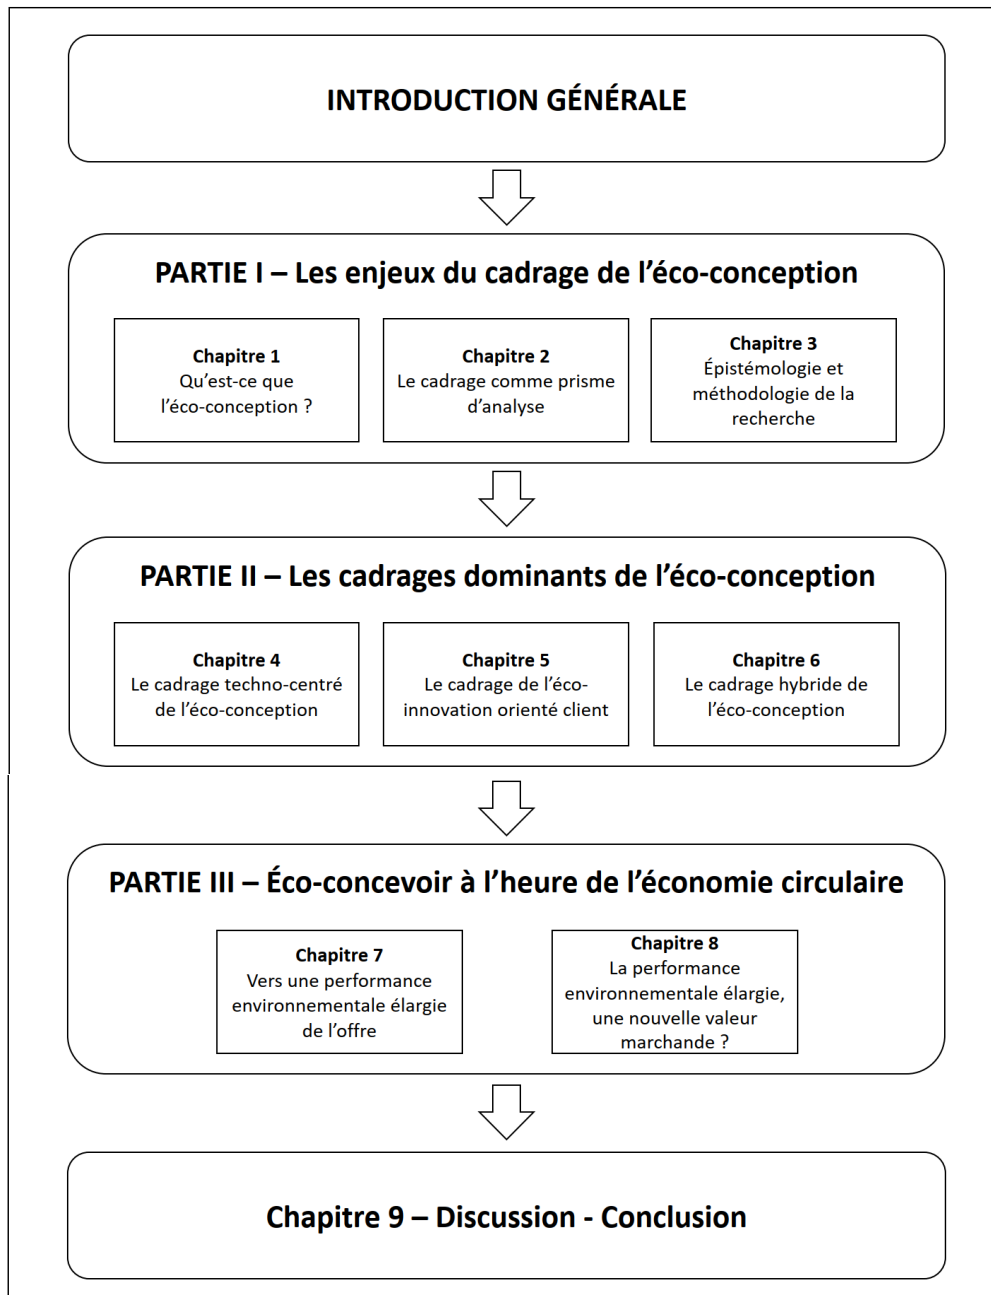 INTRODUCTION GÉNÉRALE
PARTIE I – Les enjeux du cadrage de l’éco-conception
Chapitre 1
Qu’est-ce que
l’éco-conception ?
Chapitre 2
Le cadrage comme prisme
d’analyse
Chapitre 3
Épistémologie et
méthodologie de la
recherche
PARTIE II – Les cadrages dominants de l’éco-conception
Chapitre 4
Le cadrage techno-centré
de l’éco-conception
Chapitre 5
Le cadrage de l’éco-
innovation orienté client
Chapitre 6
Le cadrage hybride de
l’éco-conception
PARTIE III – Éco-concevoir à l’heure de l’économie circulaire
Chapitre 7
Vers une performance
environnementale élargie
de l’offre
Chapitre 8
La performance
environnementale élargie,
une nouvelle valeur
marchande ?
Chapitre 9 – Discussion - Conclusion